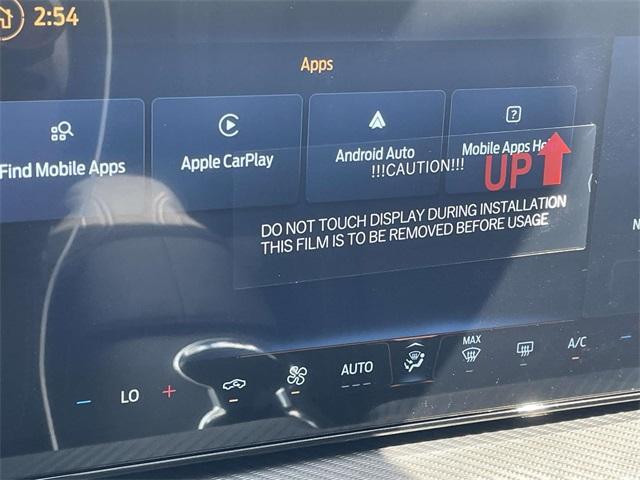 2:54
Apps
Find Mobile Apps
Apple CarPlay
Android Auto
Mobile Apps
!!!CAUTION!!!
UP
DO NOT TOUCH DISPLAY DURING INSTALLATION
THIS FILM IS TO BE REMOVED BEFORE USAGE
LO
AUTO
MAX
A/C